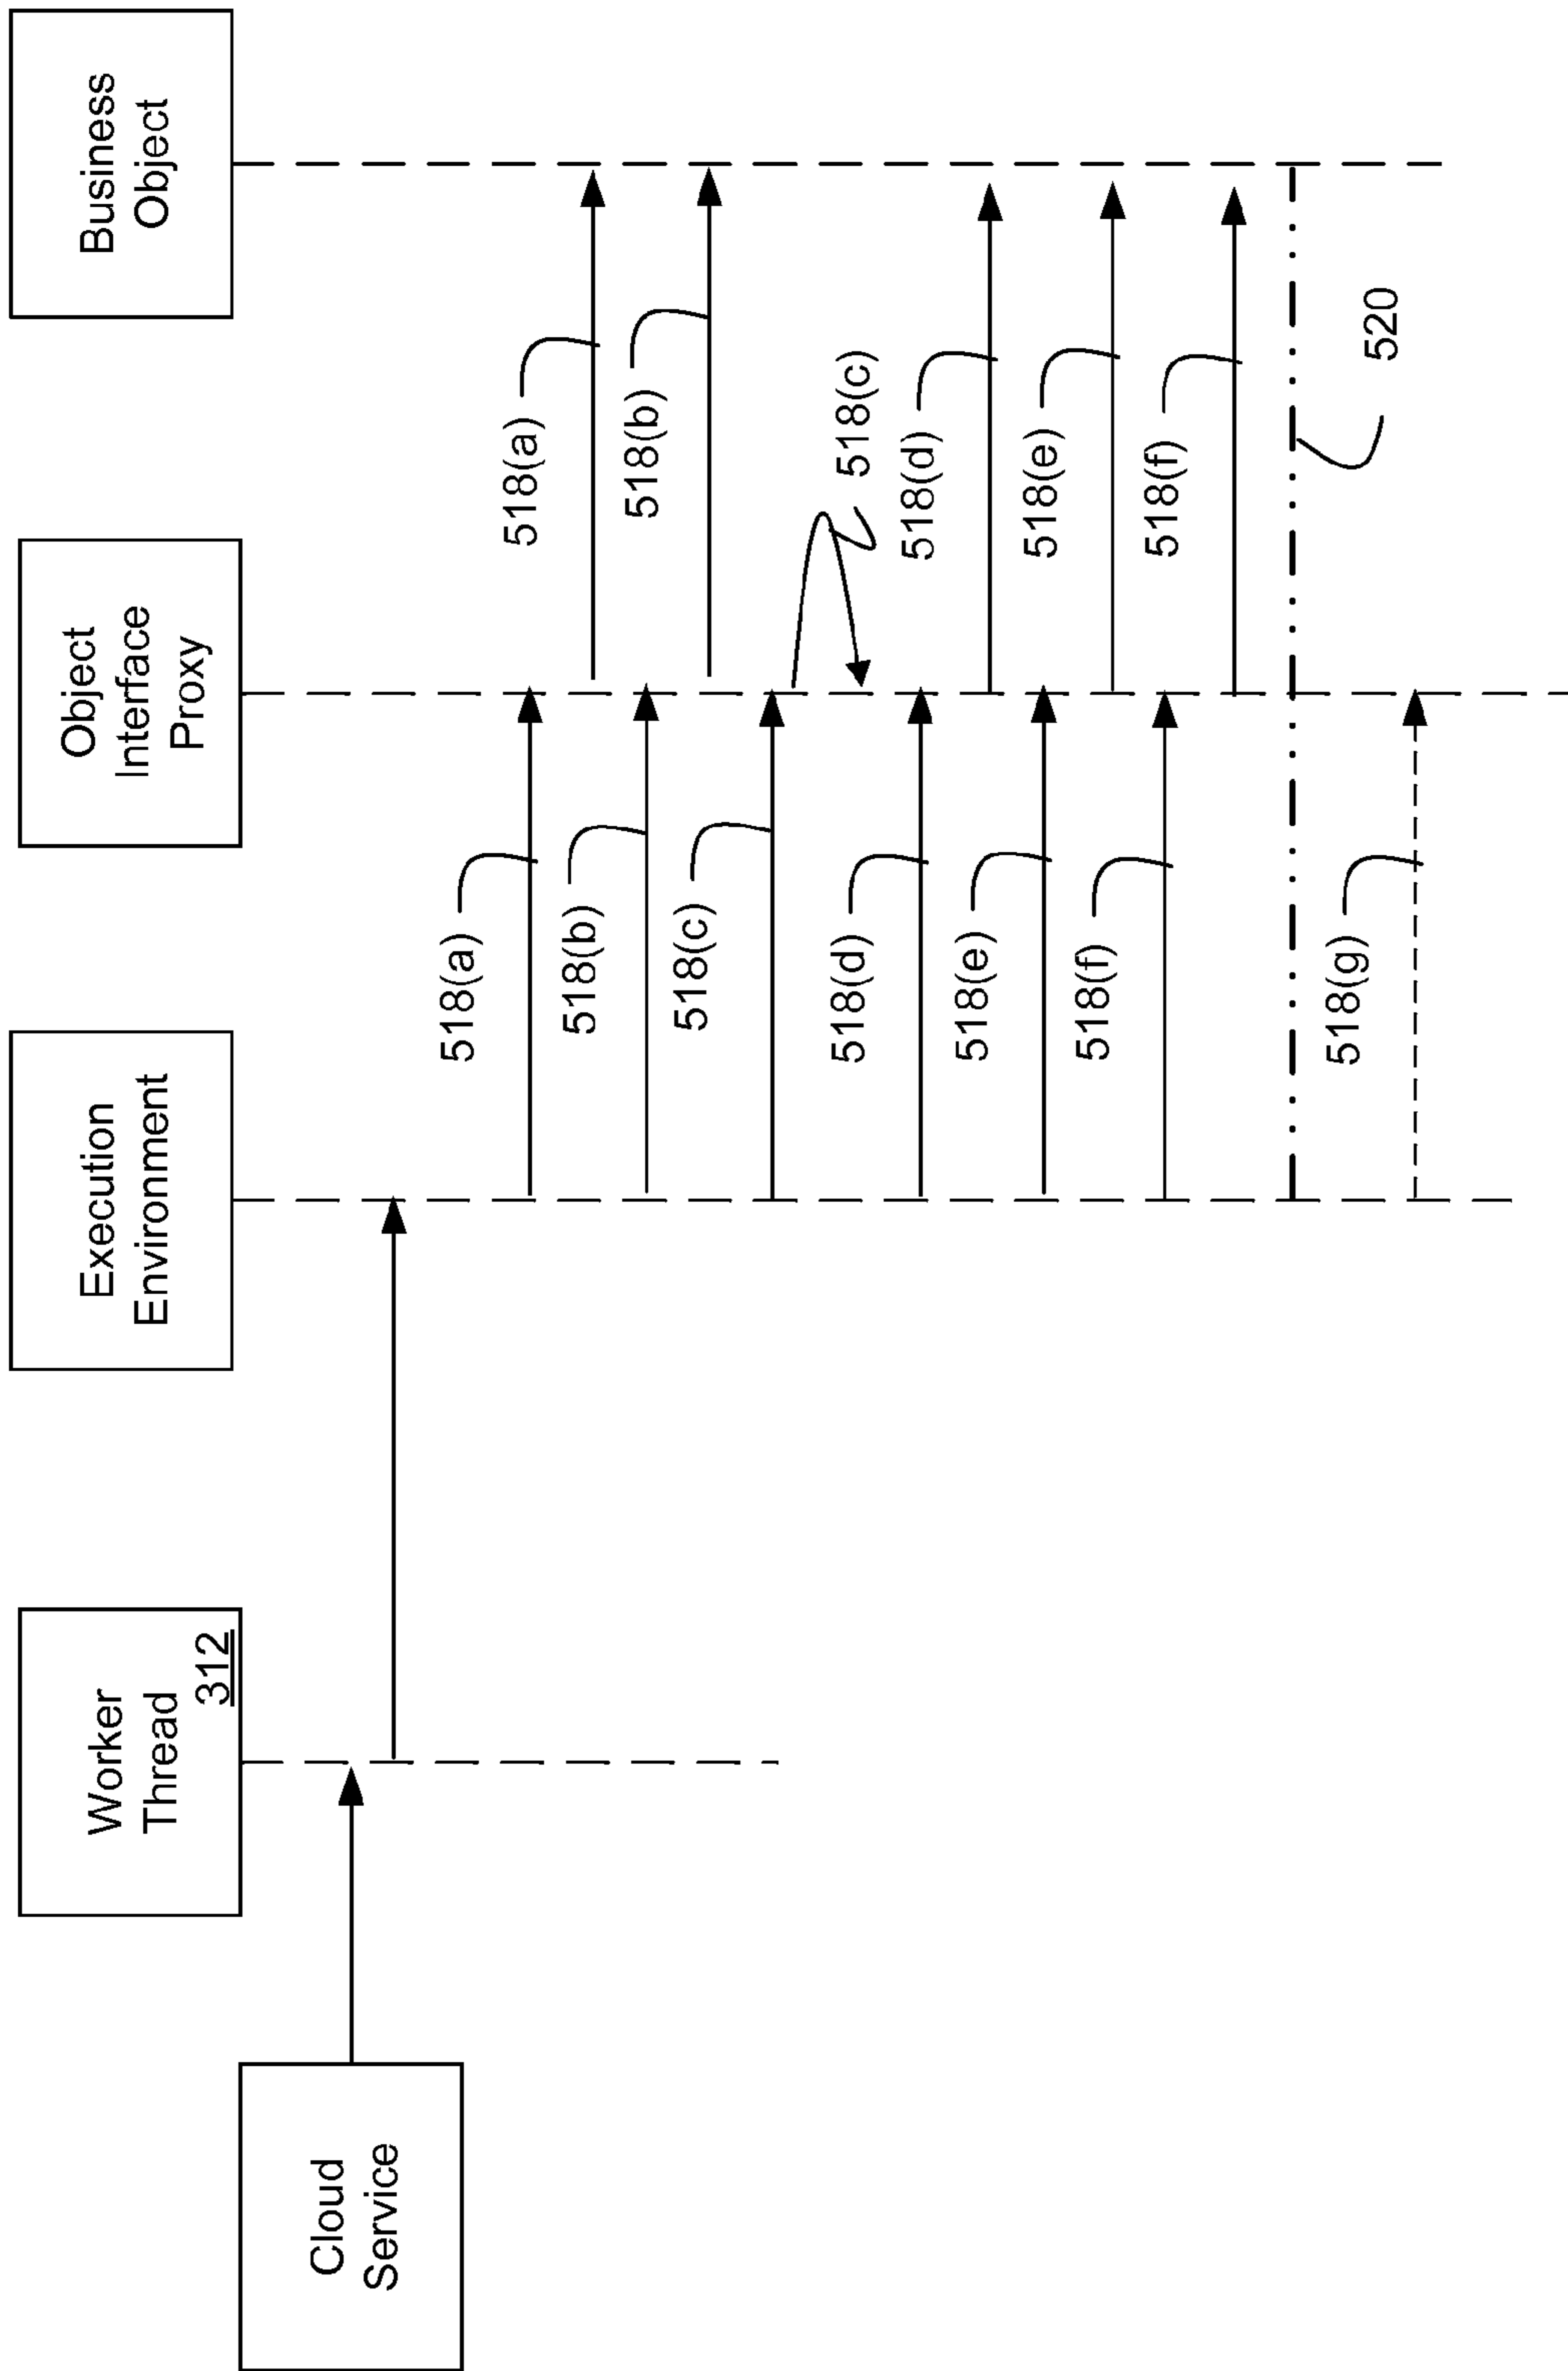 Cloud
Service
Worker
Thread
312
Execution
Environment
Object
Interface
Proxy
Business
Object
518(a)
518(a)
518(b)
518(b)
518(c)
518(c)
518(d)
518(d)
518(e)
518(e)
518(f)
518(f)
520
518(g)